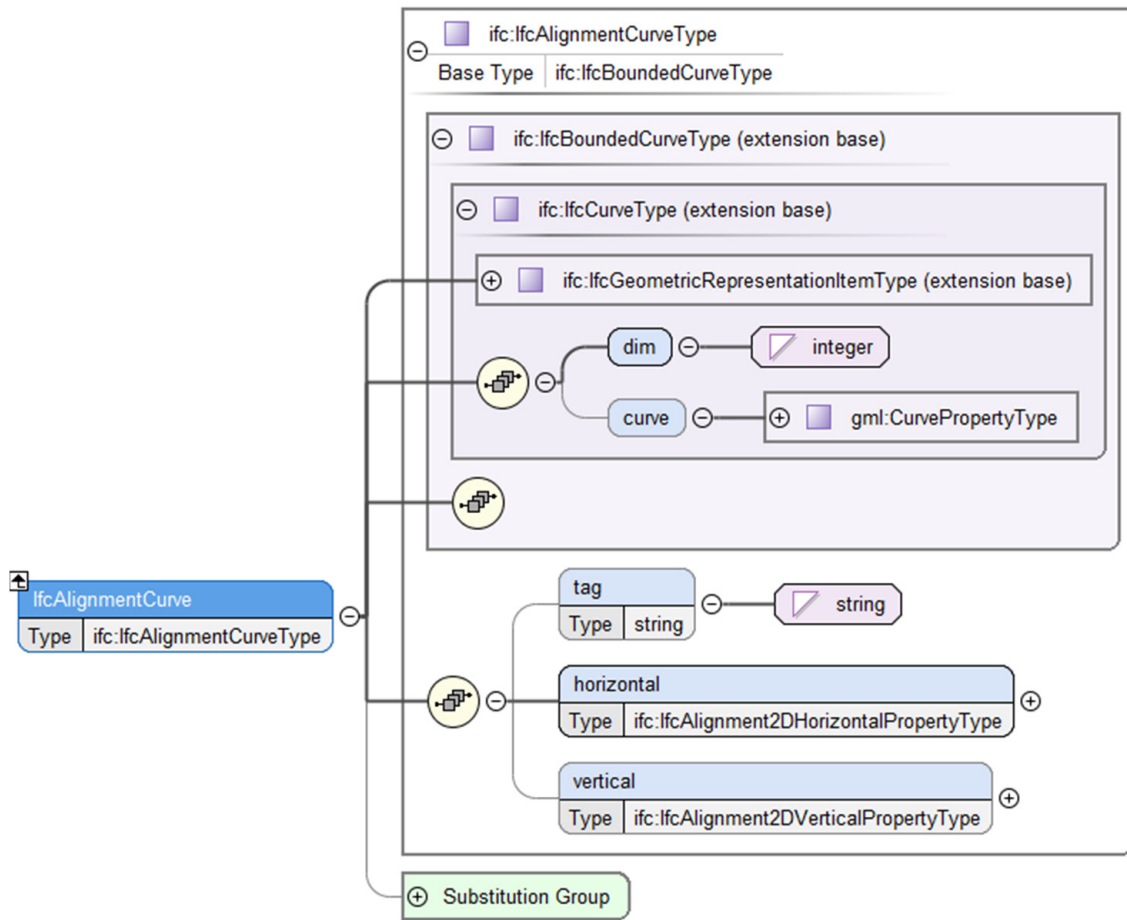 ifc:IfcAlignmentCurveType
Base Type ifc:IfcBoundedCurveType
ifc:IfcBoundedCurveType (extension base)
ifc:IfcCurveType (extension base)
ifc:IfcGeometricRepresentationItemType (extension base)
dim integer
curve gml:CurvePropertyType
IfcAlignmentCurve
Type ifc:IfcAlignmentCurveType
tag
Type string string
horizontal
Type ifc:IfcAlignment2DHorizontalPropertyType
vertical
Type ifc:IfcAlignment2DVerticalPropertyType
Substitution Group